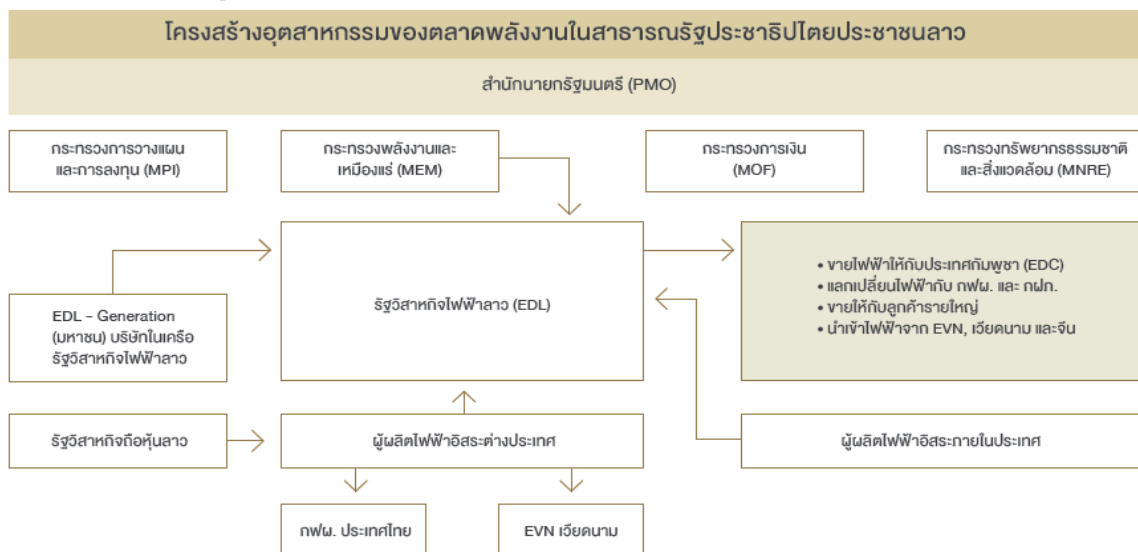 โครงสร้างอุตสาหกรรมของตลาดพลังงานในสาธารณรัฐประชาธิปไตยประชาชนลาว
สำนักนายกรัฐมนตรี (PMO)
กระทรวงการวางแผน
และการลงทุน (MPI)
กระทรวงพลังงานและ
เหมืองแร่ (MEM)
กระทรวงการเงิน
(MOF)
กระทรวงทรัพยากรธรรมชาติ
และสิ่งแวดล้อม (MNRE)
EDL - Generation
(มหาชน) บริษัทในเครือ
รัฐวิสาหกิจไฟฟ้าลาว
รัฐวิสาหกิจไฟฟ้าลาว (EDL)
• ขายไฟฟ้าให้กับประเทศกัมพูชา (EDC)
• แลกเปลี่ยนไฟฟ้ากับ กฟผ. และ กฝภ.
• ขายให้กับลูกค้ารายใหญ่
• นำเข้าไฟฟ้าจาก EVN, เวียดนาม และจีน
รัฐวิสาหกิจถือหุ้นลาว
ผู้ผลิตไฟฟ้าอิสระต่างประเทศ
ผู้ผลิตไฟฟ้าอิสระภายในประเทศ
กฟผ. ประเทศไทย
EVN เวียดนาม